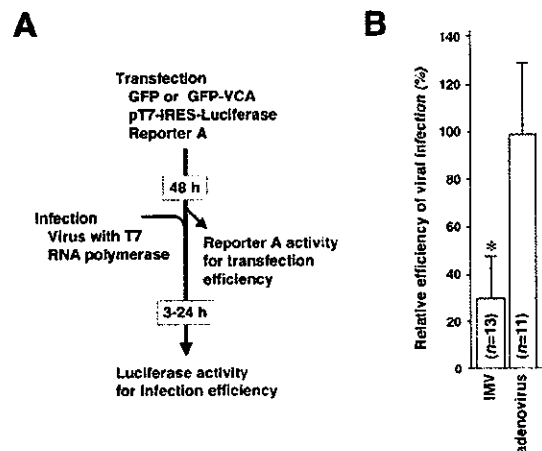 A
Transfection
GFP or GFP-VCA
pT7-IRES-Luciferase
Reporter A
48 h
Infection
Virus with T7
RNA polymerase
Reporter A activity
for transfection
efficiency
3-24 h
Luciferase activity
for Infection efficiency
B
Relative efficiency of viral infection (%)
140
120
100
80
60
40
20
0
*
(n=13)
(n=11)
IMV
adenovirus